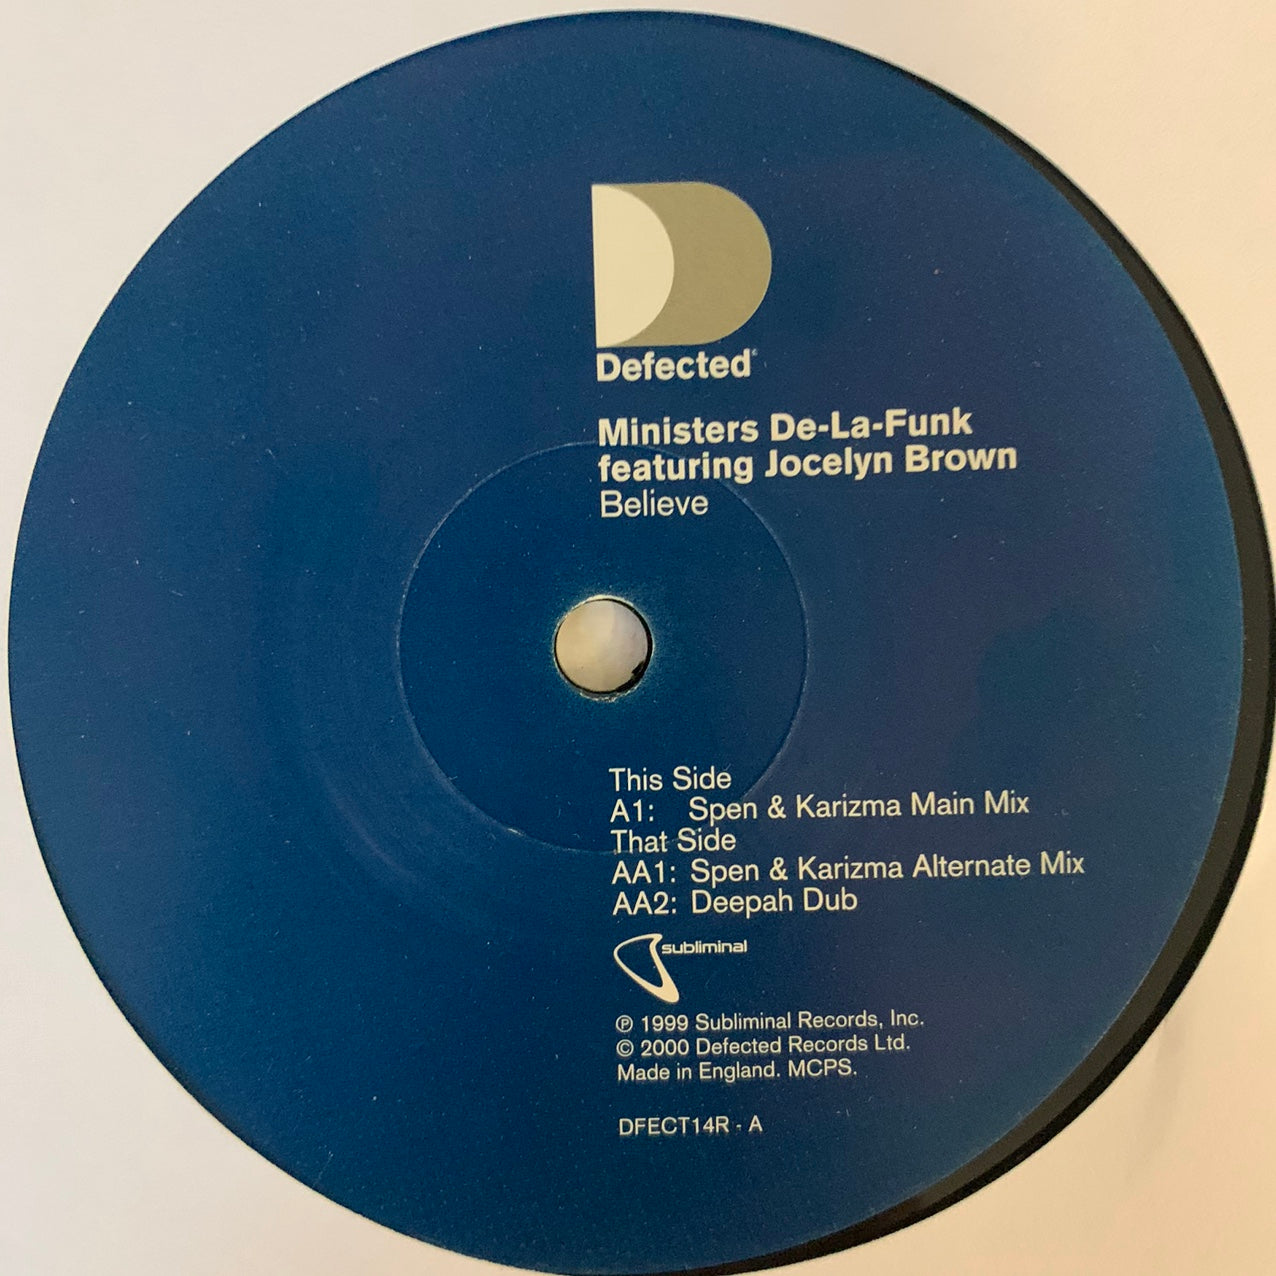 Defected®
Ministers De-La-Funk
featuring Jocelyn Brown
Believe
This Side
A1: Spen & Karizma Main Mix
That Side
AA1: Spen & Karizma Alternate Mix
AA2: Deepah Dub
subliminal
℗ 1999 Subliminal Records, Inc.
© 2000 Defected Records Ltd.
Made in England. MCPS.
DFECT14R - A